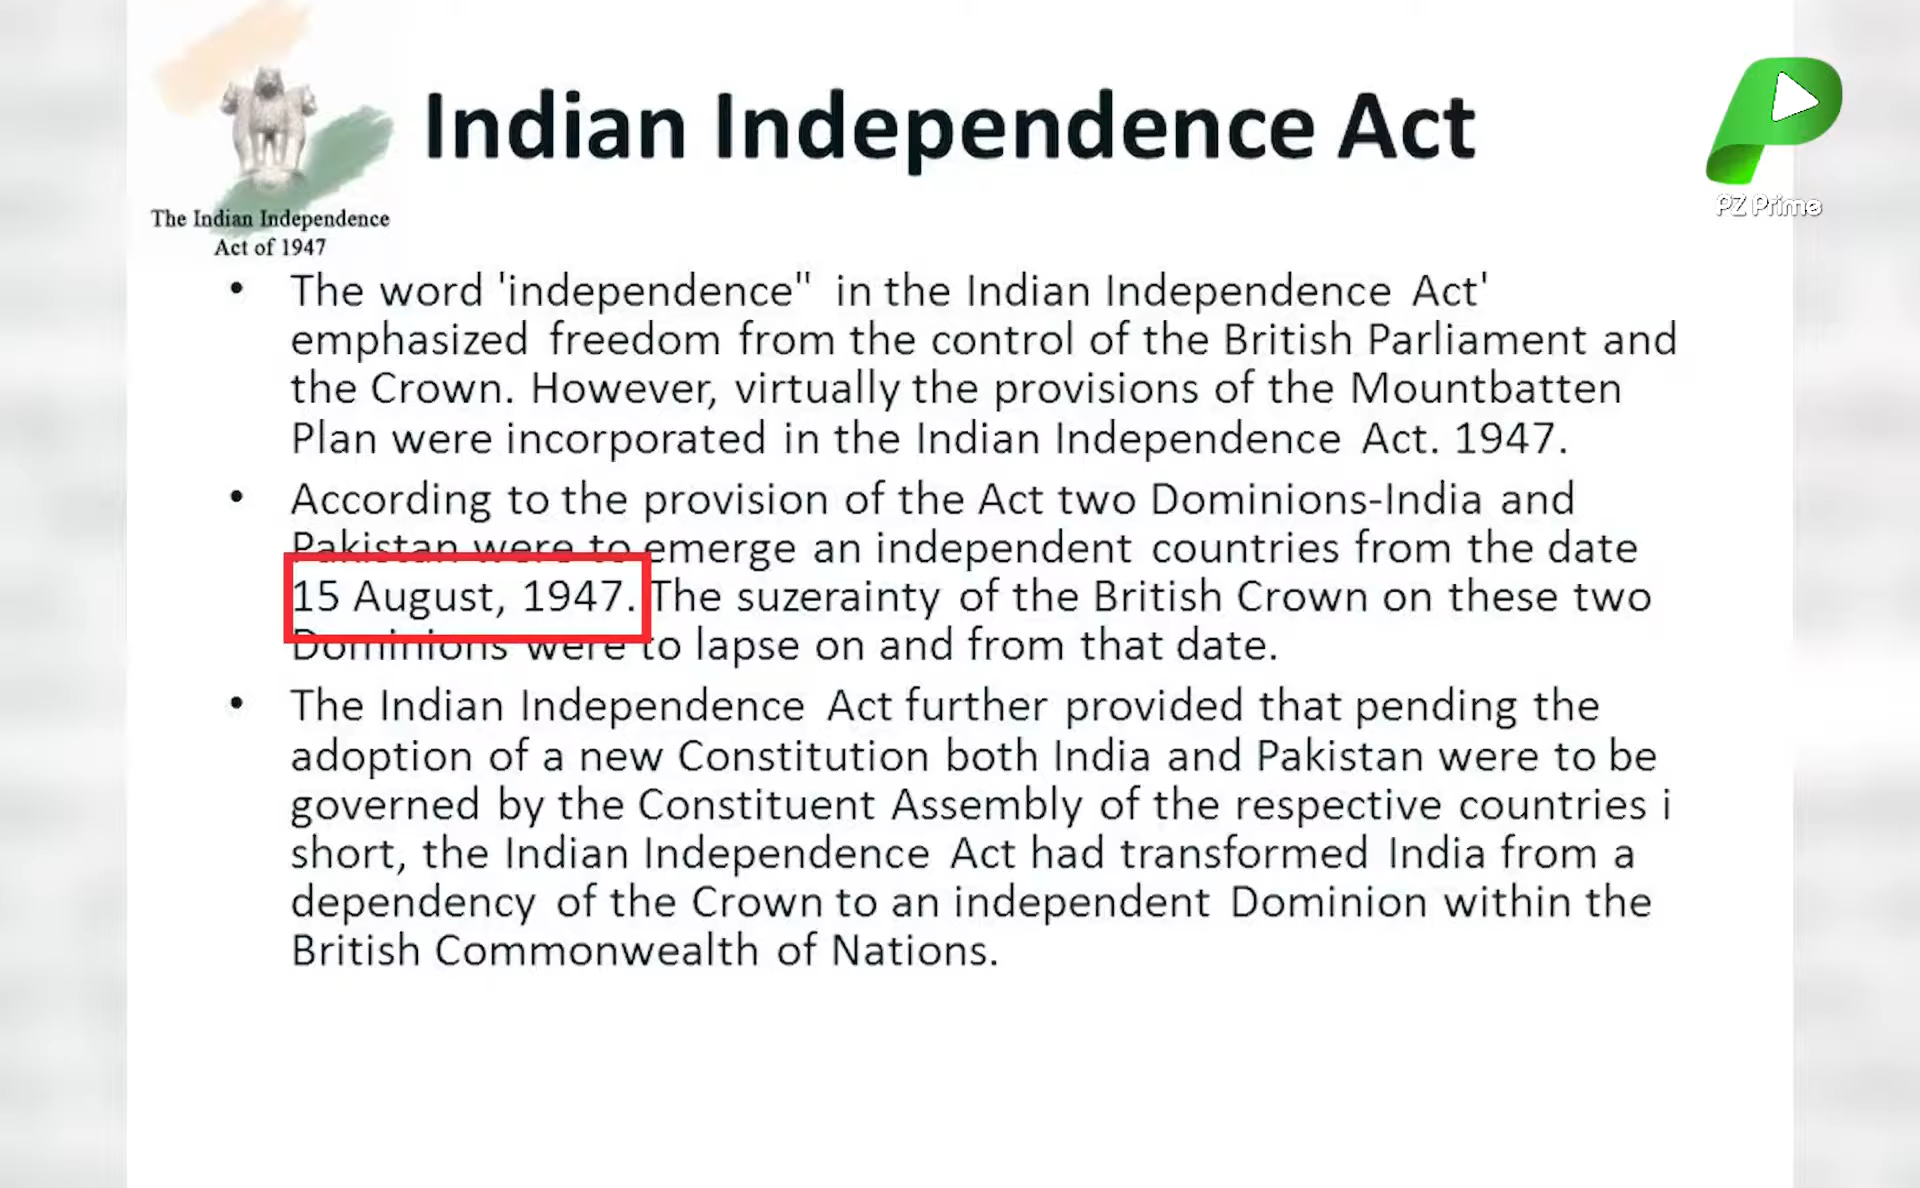 Indian Independence Act
PZ Prime
The Indian Independence
Act of 1947
• The word 'independence" in the Indian Independence Act'
emphasized freedom from the control of the British Parliament and
the Crown. However, virtually the provisions of the Mountbatten
Plan were incorporated in the Indian Independence Act. 1947.
• According to the provision of the Act two Dominions-India and
Pakistan were to emerge an independent countries from the date
15 August, 1947. The suzerainty of the British Crown on these two
Dominions were to lapse on and from that date.
• The Indian Independence Act further provided that pending the
adoption of a new Constitution both India and Pakistan were to be
governed by the Constituent Assembly of the respective countries i
short, the Indian Independence Act had transformed India from a
dependency of the Crown to an independent Dominion within the
British Commonwealth of Nations.